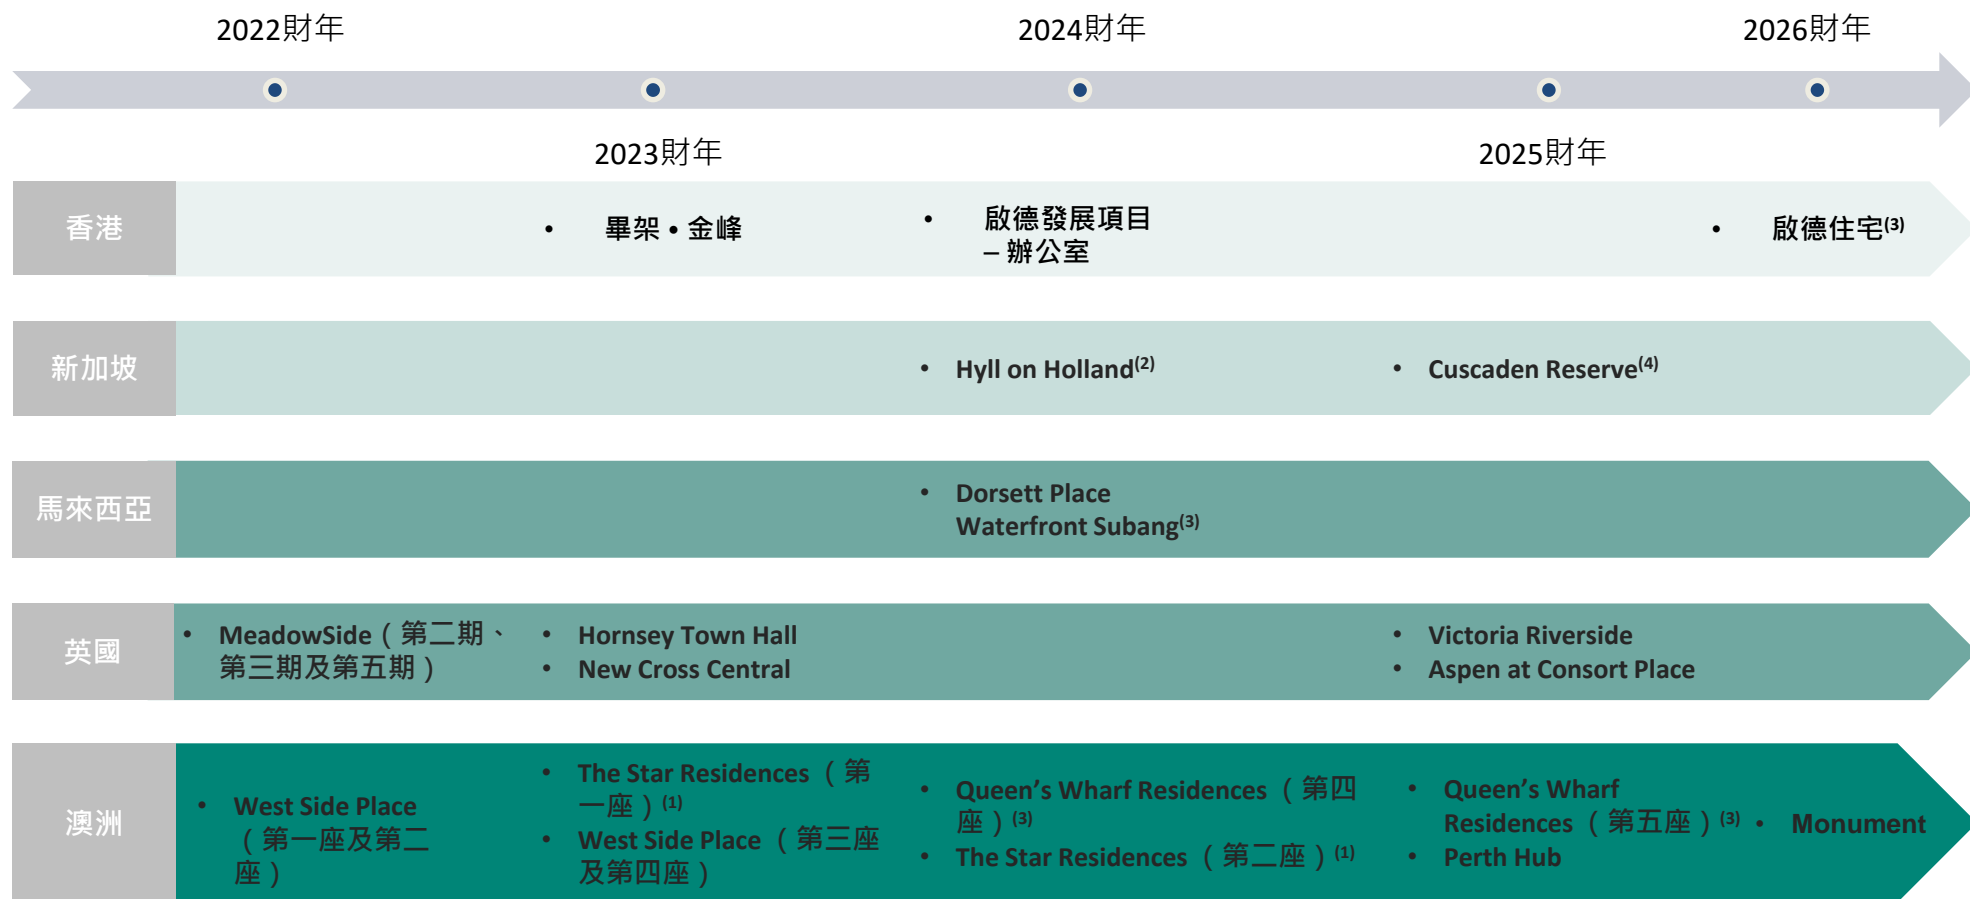 2022財年
2024財年
2026財年
2023財年
2025財年
香港
• 畢架 • 金峰
• 啟德發展項目
– 辦公室
• 啟德住宅(3)
新加坡
• Hyll on Holland(2)
• Cuscaden Reserve(4)
馬來西亞
• Dorsett Place
Waterfront Subang(3)
英國
• MeadowSide（第二期、
第三期及第五期）
• Hornsey Town Hall
• New Cross Central
• Victoria Riverside
• Aspen at Consort Place
澳洲
• West Side Place
（第一座及第二
座）
• The Star Residences （第
一座）(1)
• West Side Place （第三座
及第四座）
• Queen’s Wharf Residences （第四
座）(3)
• The Star Residences （第二座）(1)
• Queen’s Wharf
Residences （第五座）(3)
• Perth Hub
• Monument